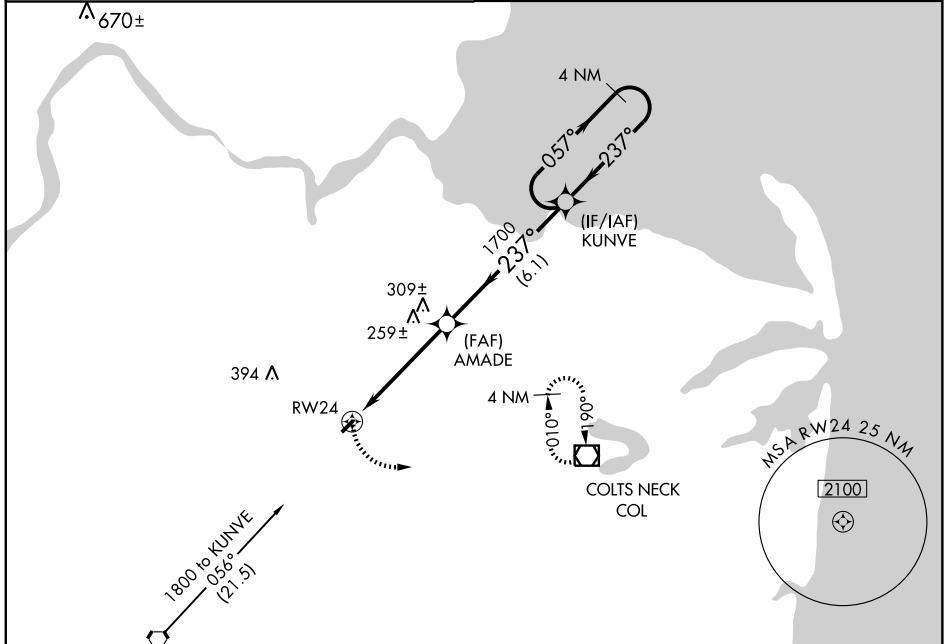 670±
4 NM
057°
237°
(IF/IAF)
KUNVE
1700
237°
(6.1)
309±
259±
(FAF)
AMADE
394
RW24
4 NM
010°
190°
COLTS NECK
COL
MSA RW24 25 NM
2100
1800 to KUNVE
056°
(21.5)